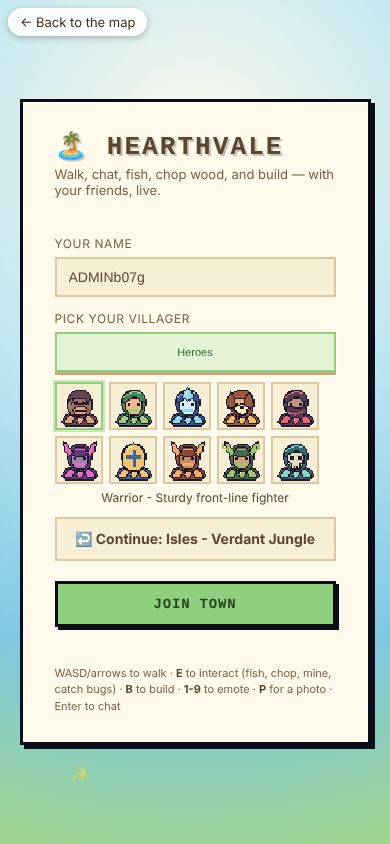 ← Back to the map
HEARTHVALE
Walk, chat, fish, chop wood, and build — with
your friends, live.
YOUR NAME
ADMINb07g
PICK YOUR VILLAGER
Heroes
Warrior - Sturdy front-line fighter
↩️ Continue: Isles - Verdant Jungle
JOIN TOWN
WASD/arrows to walk · E to interact (fish, chop, mine,
catch bugs) · B to build · 1-9 to emote · P for a photo ·
Enter to chat